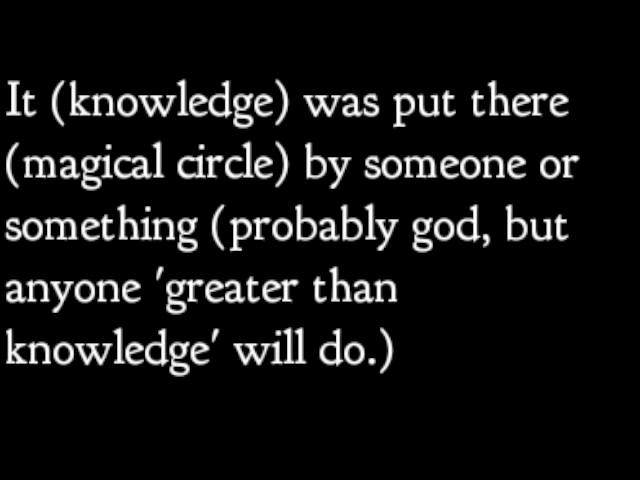 It (knowledge) was put there
(magical circle) by someone or
something (probably god, but
anyone 'greater than
knowledge' will do.)